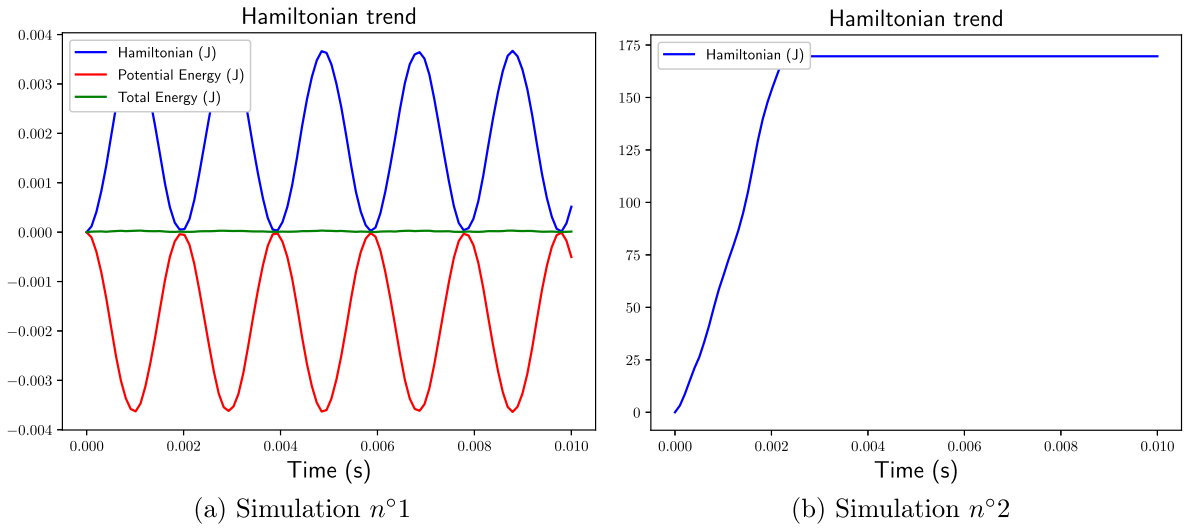 Hamiltonian trend
Hamiltonian (J)
Potential Energy (J)
Total Energy (J)
0.004
0.003
0.002
0.001
0.000
−0.001
−0.002
−0.003
−0.004
0.000 0.002 0.004 0.006 0.008 0.010
Time (s)
(a) Simulation n°1
Hamiltonian trend
Hamiltonian (J)
175
150
125
100
75
50
25
0
0.000 0.002 0.004 0.006 0.008 0.010
Time (s)
(b) Simulation n°2